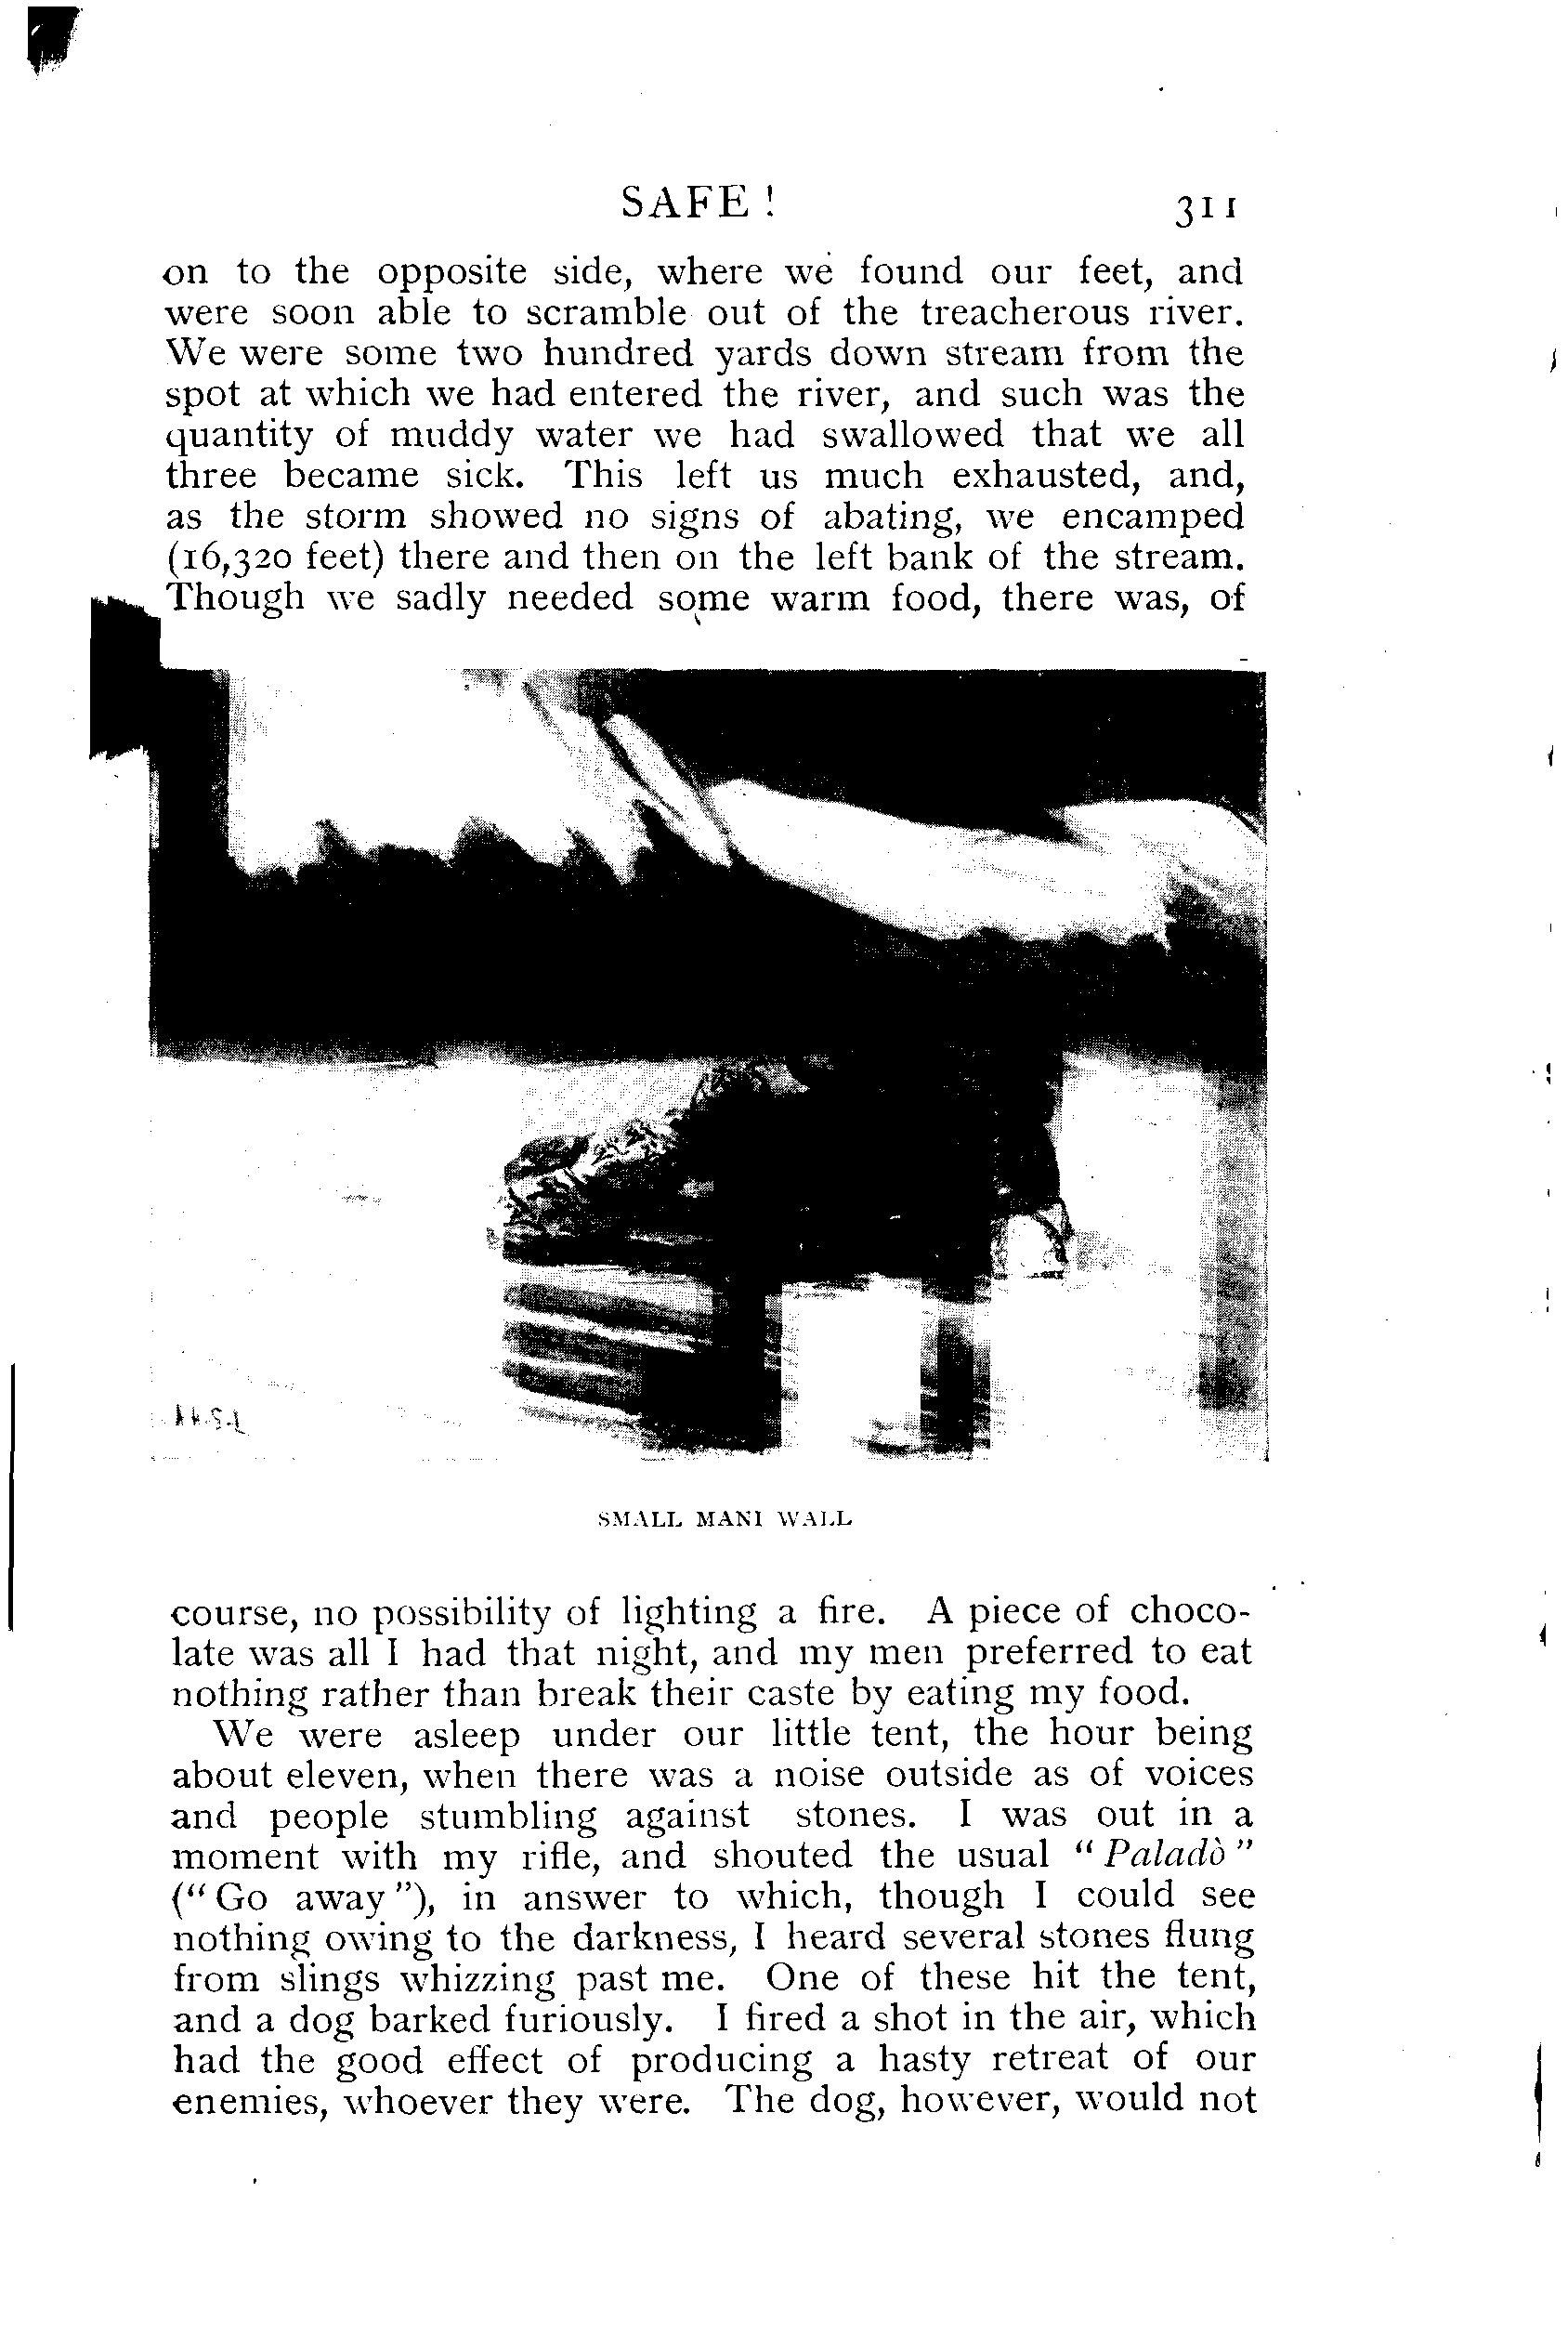 SAFE! 311
on to the opposite side, where we found our feet, and
were soon able to scramble out of the treacherous river.
We were some two hundred yards down stream from the
spot at which we had entered the river, and such was the
quantity of muddy water we had swallowed that we all
three became sick. This left us much exhausted, and,
as the storm showed no signs of abating, we encamped
(16,320 feet) there and then on the left bank of the stream.
Though we sadly needed some warm food, there was, of
SMALL MANI WALL
course, no possibility of lighting a fire. A piece of choco-
late was all I had that night, and my men preferred to eat
nothing rather than break their caste by eating my food.
We were asleep under our little tent, the hour being
about eleven, when there was a noise outside as of voices
and people stumbling against stones. I was out in a
moment with my rifle, and shouted the usual "Paladò"
("Go away"), in answer to which, though I could see
nothing owing to the darkness, I heard several stones flung
from slings whizzing past me. One of these hit the tent,
and a dog barked furiously. I fired a shot in the air, which
had the good effect of producing a hasty retreat of our
enemies, whoever they were. The dog, however, would not